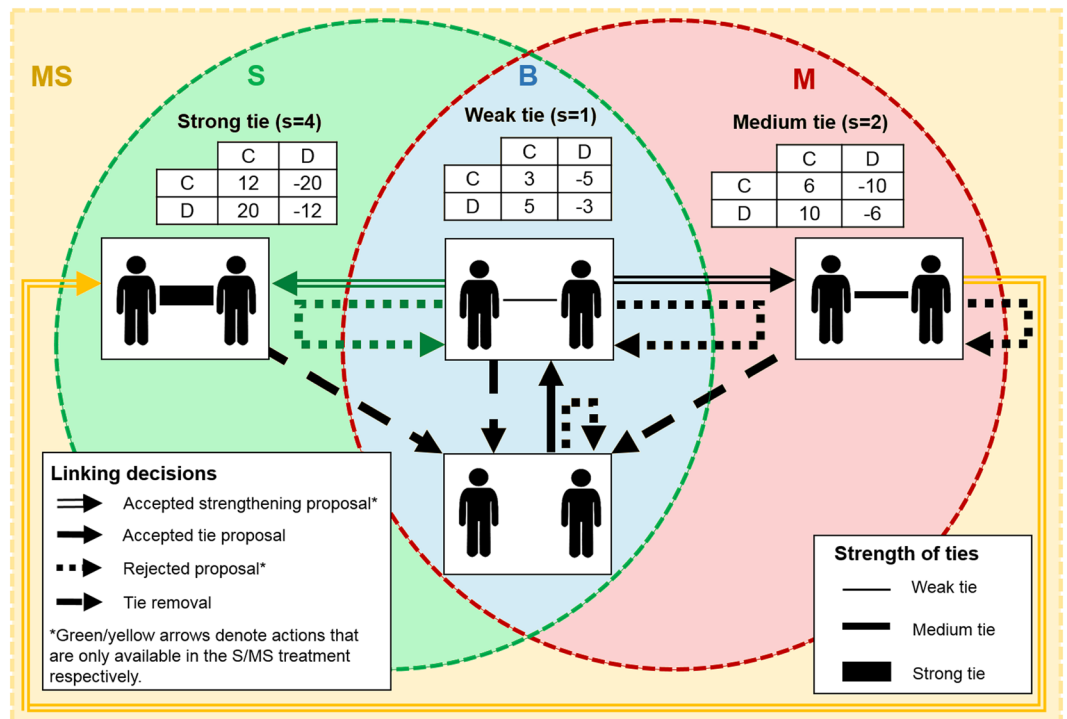 MS
S
B
M
Strong tie (s=4)
C D
C 12 -20
D 20 -12
Weak tie (s=1)
C D
C 3 -5
D 5 -3
Medium tie (s=2)
C D
C 6 -10
D 10 -6
Linking decisions
Accepted strengthening proposal*
Accepted tie proposal
Rejected proposal*
Tie removal
*Green/yellow arrows denote actions that
are only available in the S/MS treatment
respectively.
Strength of ties
Weak tie
Medium tie
Strong tie